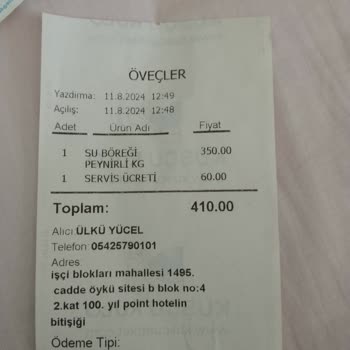 ÖVEÇLER
Yazdırma: 11.8.2024 12:49
Açılış: 11.8.2024 12:48
Adet Ürün Adı Fiyat
1 SU BÖREĞİ 350.00
PEYNİRLİ KG
1 SERVİS ÜCRETİ 60.00
Toplam: 410.00
Alıcı:ÜLKÜ YÜCEL
Telefon:05425790101
Adres:
işçi blokları mahallesi 1495.
cadde öykü sitesi b blok no:4
2.kat 100. yıl point hotelin
bitişiği
Ödeme Tipi: